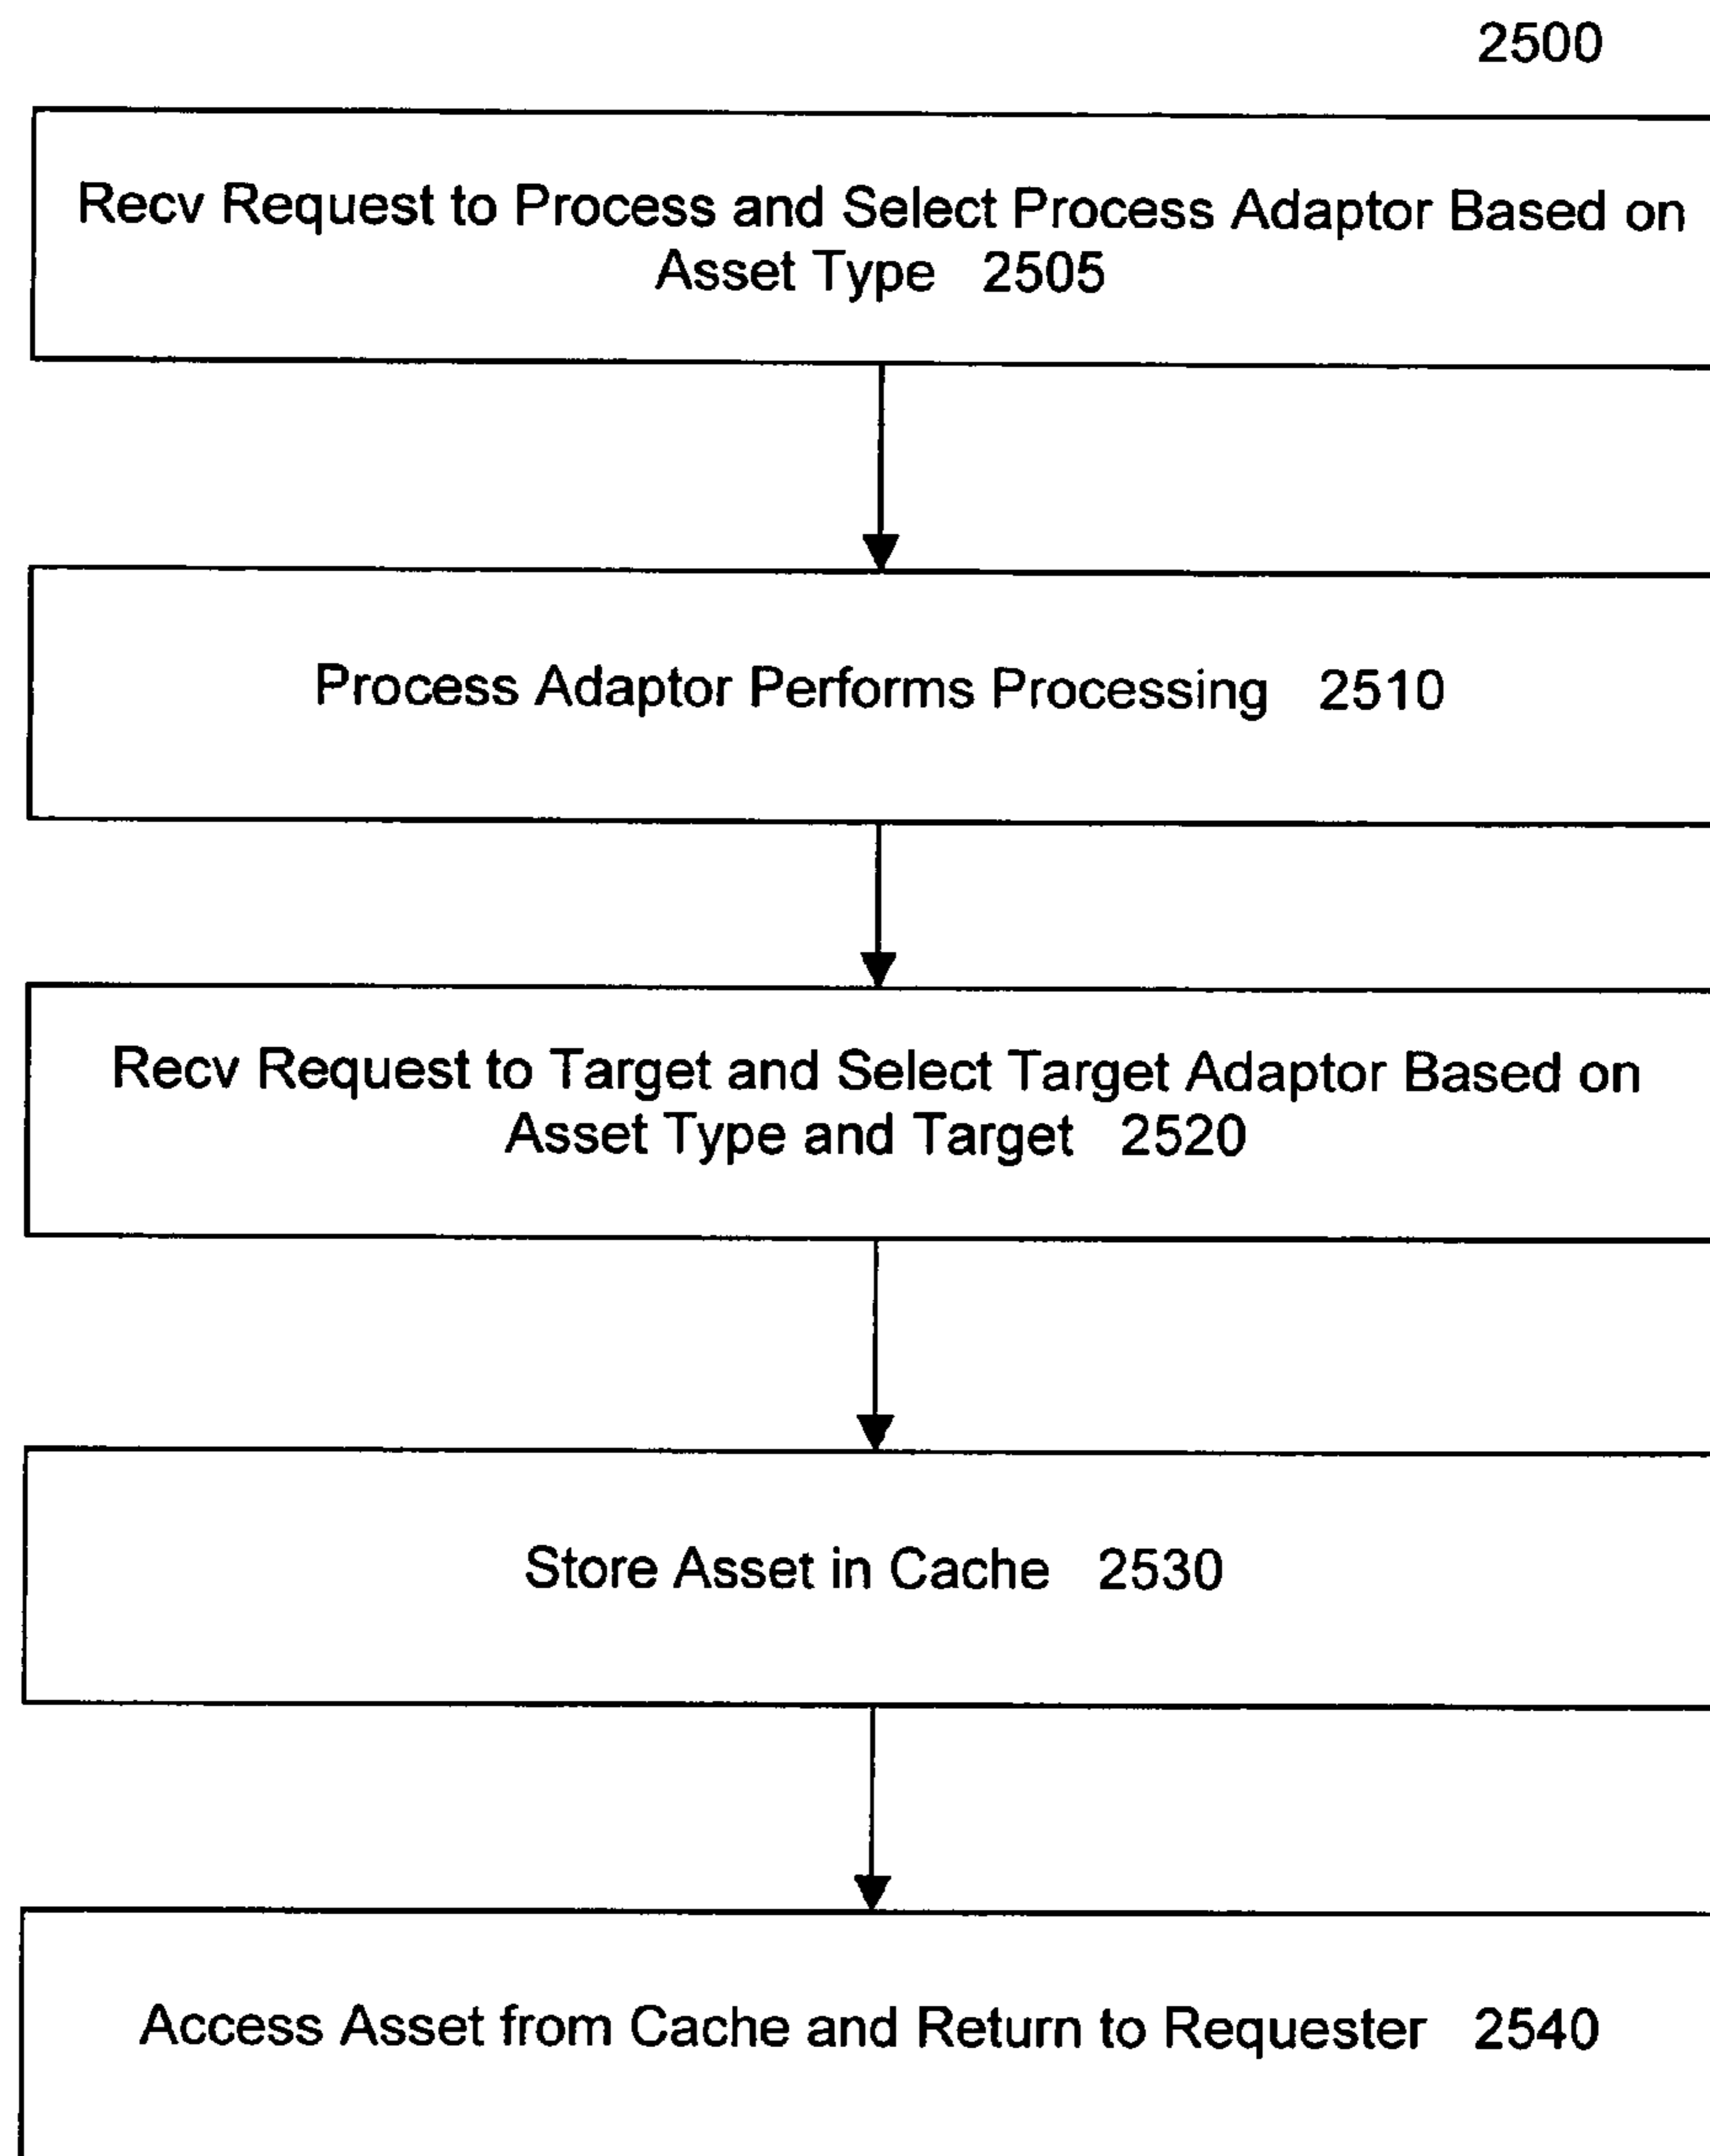 2500
Recv Request to Process and Select Process Adaptor Based on
Asset Type 2505
Process Adaptor Performs Processing 2510
Recv Request to Target and Select Target Adaptor Based on
Asset Type and Target 2520
Store Asset in Cache 2530
Access Asset from Cache and Return to Requester 2540